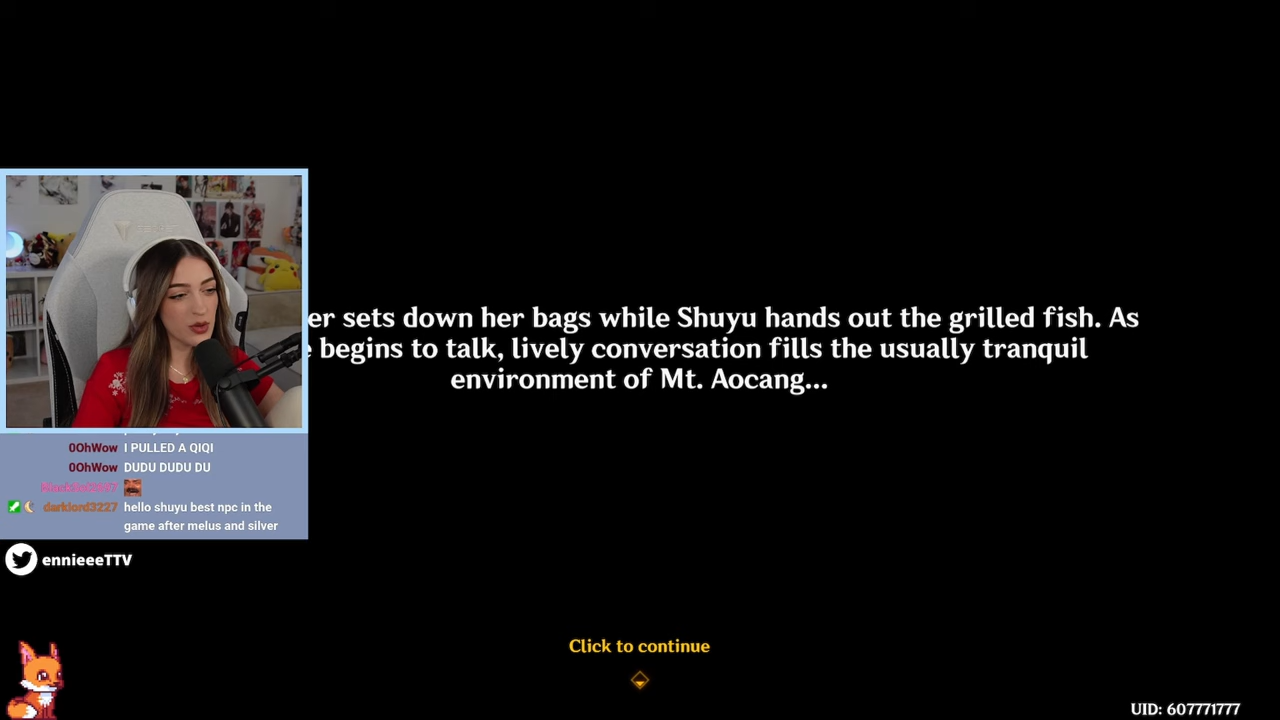 er sets down her bags while Shuyu hands out the grilled fish. As
begins to talk, lively conversation fills the usually tranquil
environment of Mt. Aocang...
0OhWow I PULLED A QIQI
0OhWow DUDU DUDU DU
darklord3227 hello shuyu best npc in the
game after melus and silver
ennieeeTTV
Click to continue
UID: 607771777